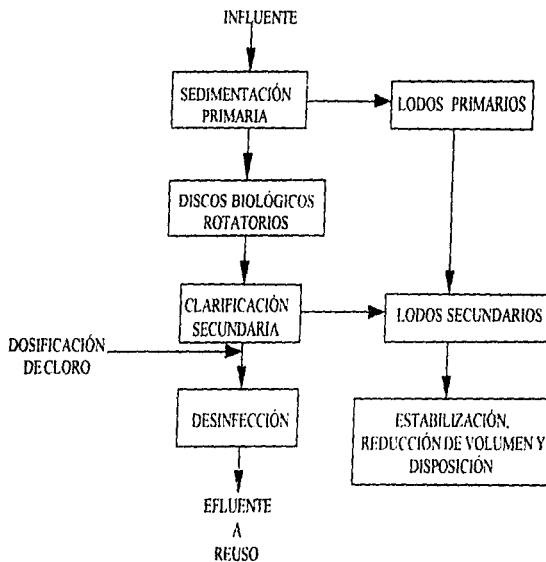 INFLUENTE
SEDIMENTACIÓN
PRIMARIA
LODOS PRIMARIOS
DISCOS BIOLÓGICOS
ROTATORIOS
CLARIFICACIÓN
SECUNDARIA
LODOS SECUNDARIOS
DOSIFICACIÓN
DE CLORO
DESINFECCIÓN
ESTABILIZACIÓN,
REDUCCIÓN DE VOLUMEN Y
DISPOSICIÓN
EFLUENTE
A
REUSO